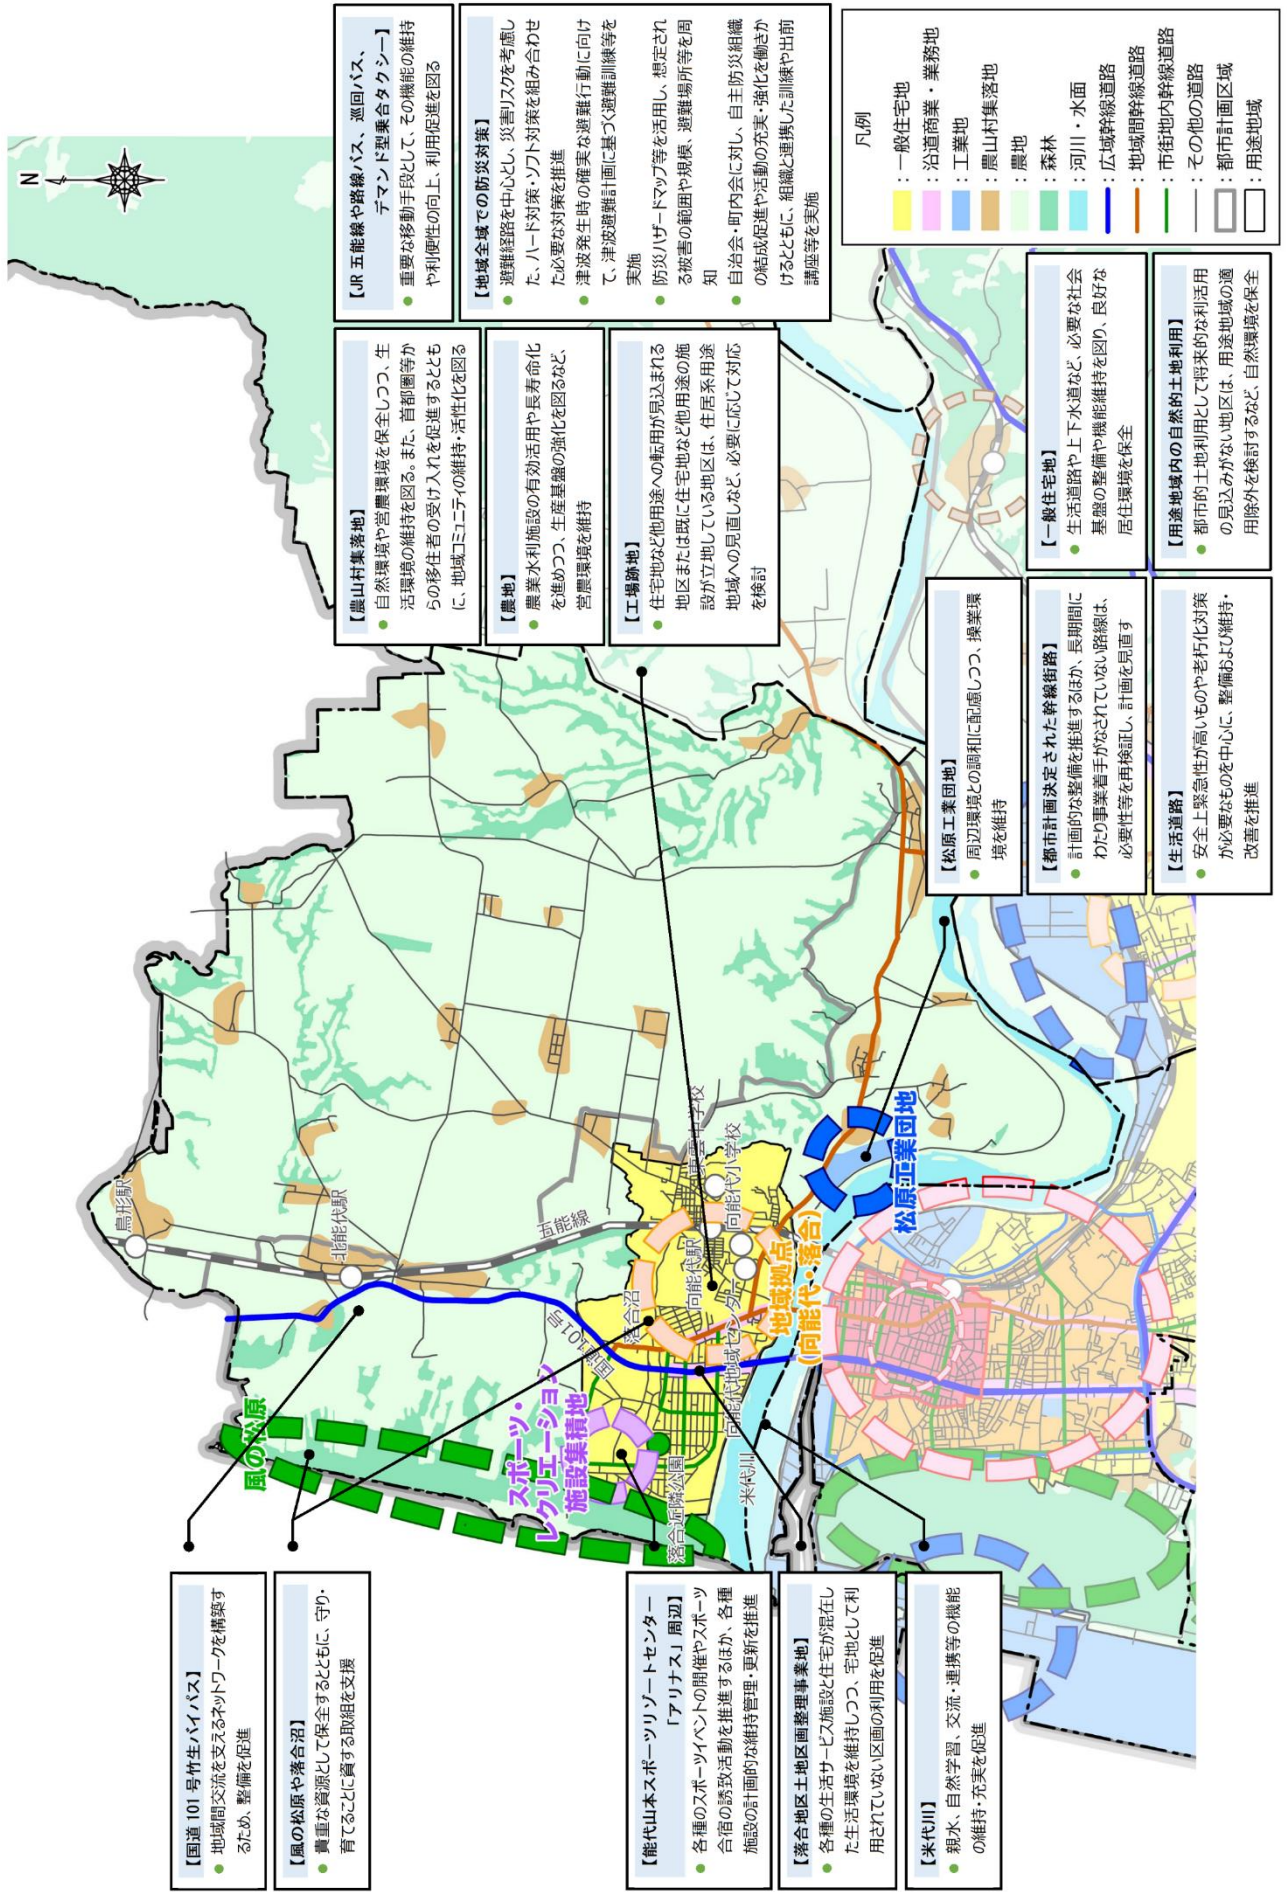 【国道 101 号竹生バイパス】
● 地域間交流を支えるネットワークを構築す
るため、整備を促進
【風の松原や落合沼】
● 貴重な資源として保全するとともに、守り・
育てることに資する取組を支援
【能代山本スポーツリゾートセンター
「アリナス」周辺】
● 各種のスポーツイベントの開催やスポーツ
合宿の誘致活動を推進するほか、各種
施設の計画的な維持管理・更新を推進
【落合地区土地区画整理事業地】
● 各種の生活サービス施設と住宅が混在し
た生活環境を維持しつつ、宅地として利
用されていない区画の利用を促進
【米代川】
● 親水、自然学習、交流・連携等の機能
の維持・充実を促進
風の松原
スポーツ・
レクリエーション
施設集積地
落合近隣公園
米代川
鳥形駅
北能代駅
五能線
国道101号
落合沼
向能代駅
向能代地域センター
東雲中学校
向能代小学校
地域拠点
(向能代・落合)
松原工業団地
N
【農山村集落地】
● 自然環境や営農環境を保全しつつ、生
活環境の維持を図る。また、首都圏等か
らの移住者の受け入れを促進するととも
に、地域コミュニティの維持・活性化を図る
【農地】
● 農業水利施設の有効活用や長寿命化
を進めつつ、生産基盤の強化を図るなど、
営農環境を維持
【工場跡地】
● 住宅地など他用途への転用が見込まれる
地区または既に住宅地など他用途の施
設が立地している地区は、住居系用途
地域への見直しなど、必要に応じて対応
を検討
【JR 五能線や路線バス、巡回バス、
デマンド型乗合タクシー】
● 重要な移動手段として、その機能の維持
や利便性の向上、利用促進を図る
【地域全域での防災対策】
● 避難経路を中心とし、災害リスクを考慮し
た、ハード対策・ソフト対策を組み合わせ
た必要な対策を推進
● 津波発生時の確実な避難行動に向け
て、津波避難計画に基づく避難訓練等を
実施
● 防災ハザードマップ等を活用し、想定され
る被害の範囲や規模、避難場所等を周
知
● 自治会・町内会に対し、自主防災組織
の結成促進や活動の充実・強化を働きか
けるとともに、組織と連携した訓練や出前
講座等を実施
【松原工業団地】
● 周辺環境との調和に配慮しつつ、操業環
境を維持
【都市計画決定された幹線街路】
● 計画的な整備を推進するほか、長期間に
わたり事業着手がなされていない路線は、
必要性等を再検証し、計画を見直す
【生活道路】
● 安全上緊急性が高いものや老朽化対策
が必要なものを中心に、整備および維持・
改善を推進
【一般住宅地】
● 生活道路や上下水道など、必要な社会
基盤の整備や機能維持を図り、良好な
居住環境を保全
【用途地域内の自然的土地利用】
● 都市的土地利用として将来的な利活用
の見込みがない地区は、用途地域の適
用除外を検討するなど、自然環境を保全
凡例
：一般住宅地
：沿道商業・業務地
：工業地
：農山村集落地
：農地
：森林
：河川・水面
：広域幹線道路
：地域間幹線道路
：市街地内幹線道路
：その他の道路
：都市計画区域
：用途地域